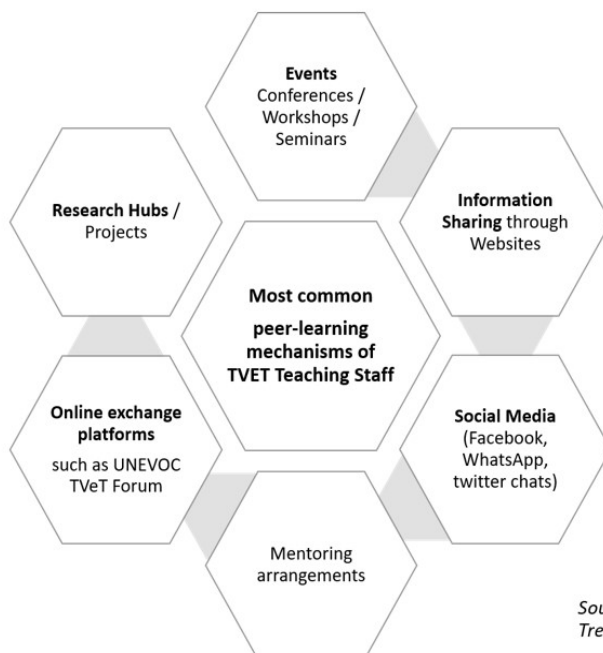 Events
Conferences /
Workshops /
Seminars
Information
Sharing through
Websites
Social Media
(Facebook,
WhatsApp,
twitter chats)
Mentoring
arrangements
Online exchange
platforms
such as UNEVOC
TVeT Forum
Research Hubs /
Projects
Most common
peer-learning
mechanisms of
TVET Teaching Staff